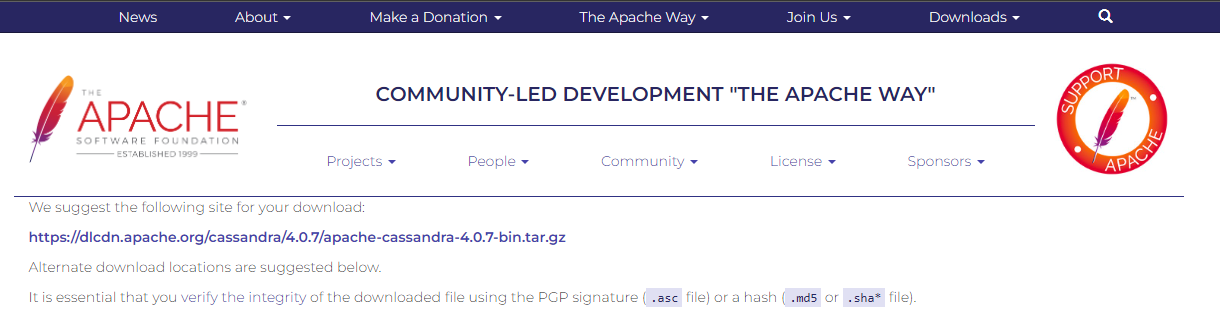 News About Make a Donation The Apache Way Join Us Downloads
THE
APACHE®
SOFTWARE FOUNDATION
ESTABLISHED 1999
COMMUNITY-LED DEVELOPMENT "THE APACHE WAY"
Projects People Community License Sponsors
SUPPORT
APACHE
We suggest the following site for your download:
https://dlcdn.apache.org/cassandra/4.0.7/apache-cassandra-4.0.7-bin.tar.gz
Alternate download locations are suggested below.
It is essential that you verify the integrity of the downloaded file using the PGP signature ( .asc file) or a hash ( .md5 or .sha* file).